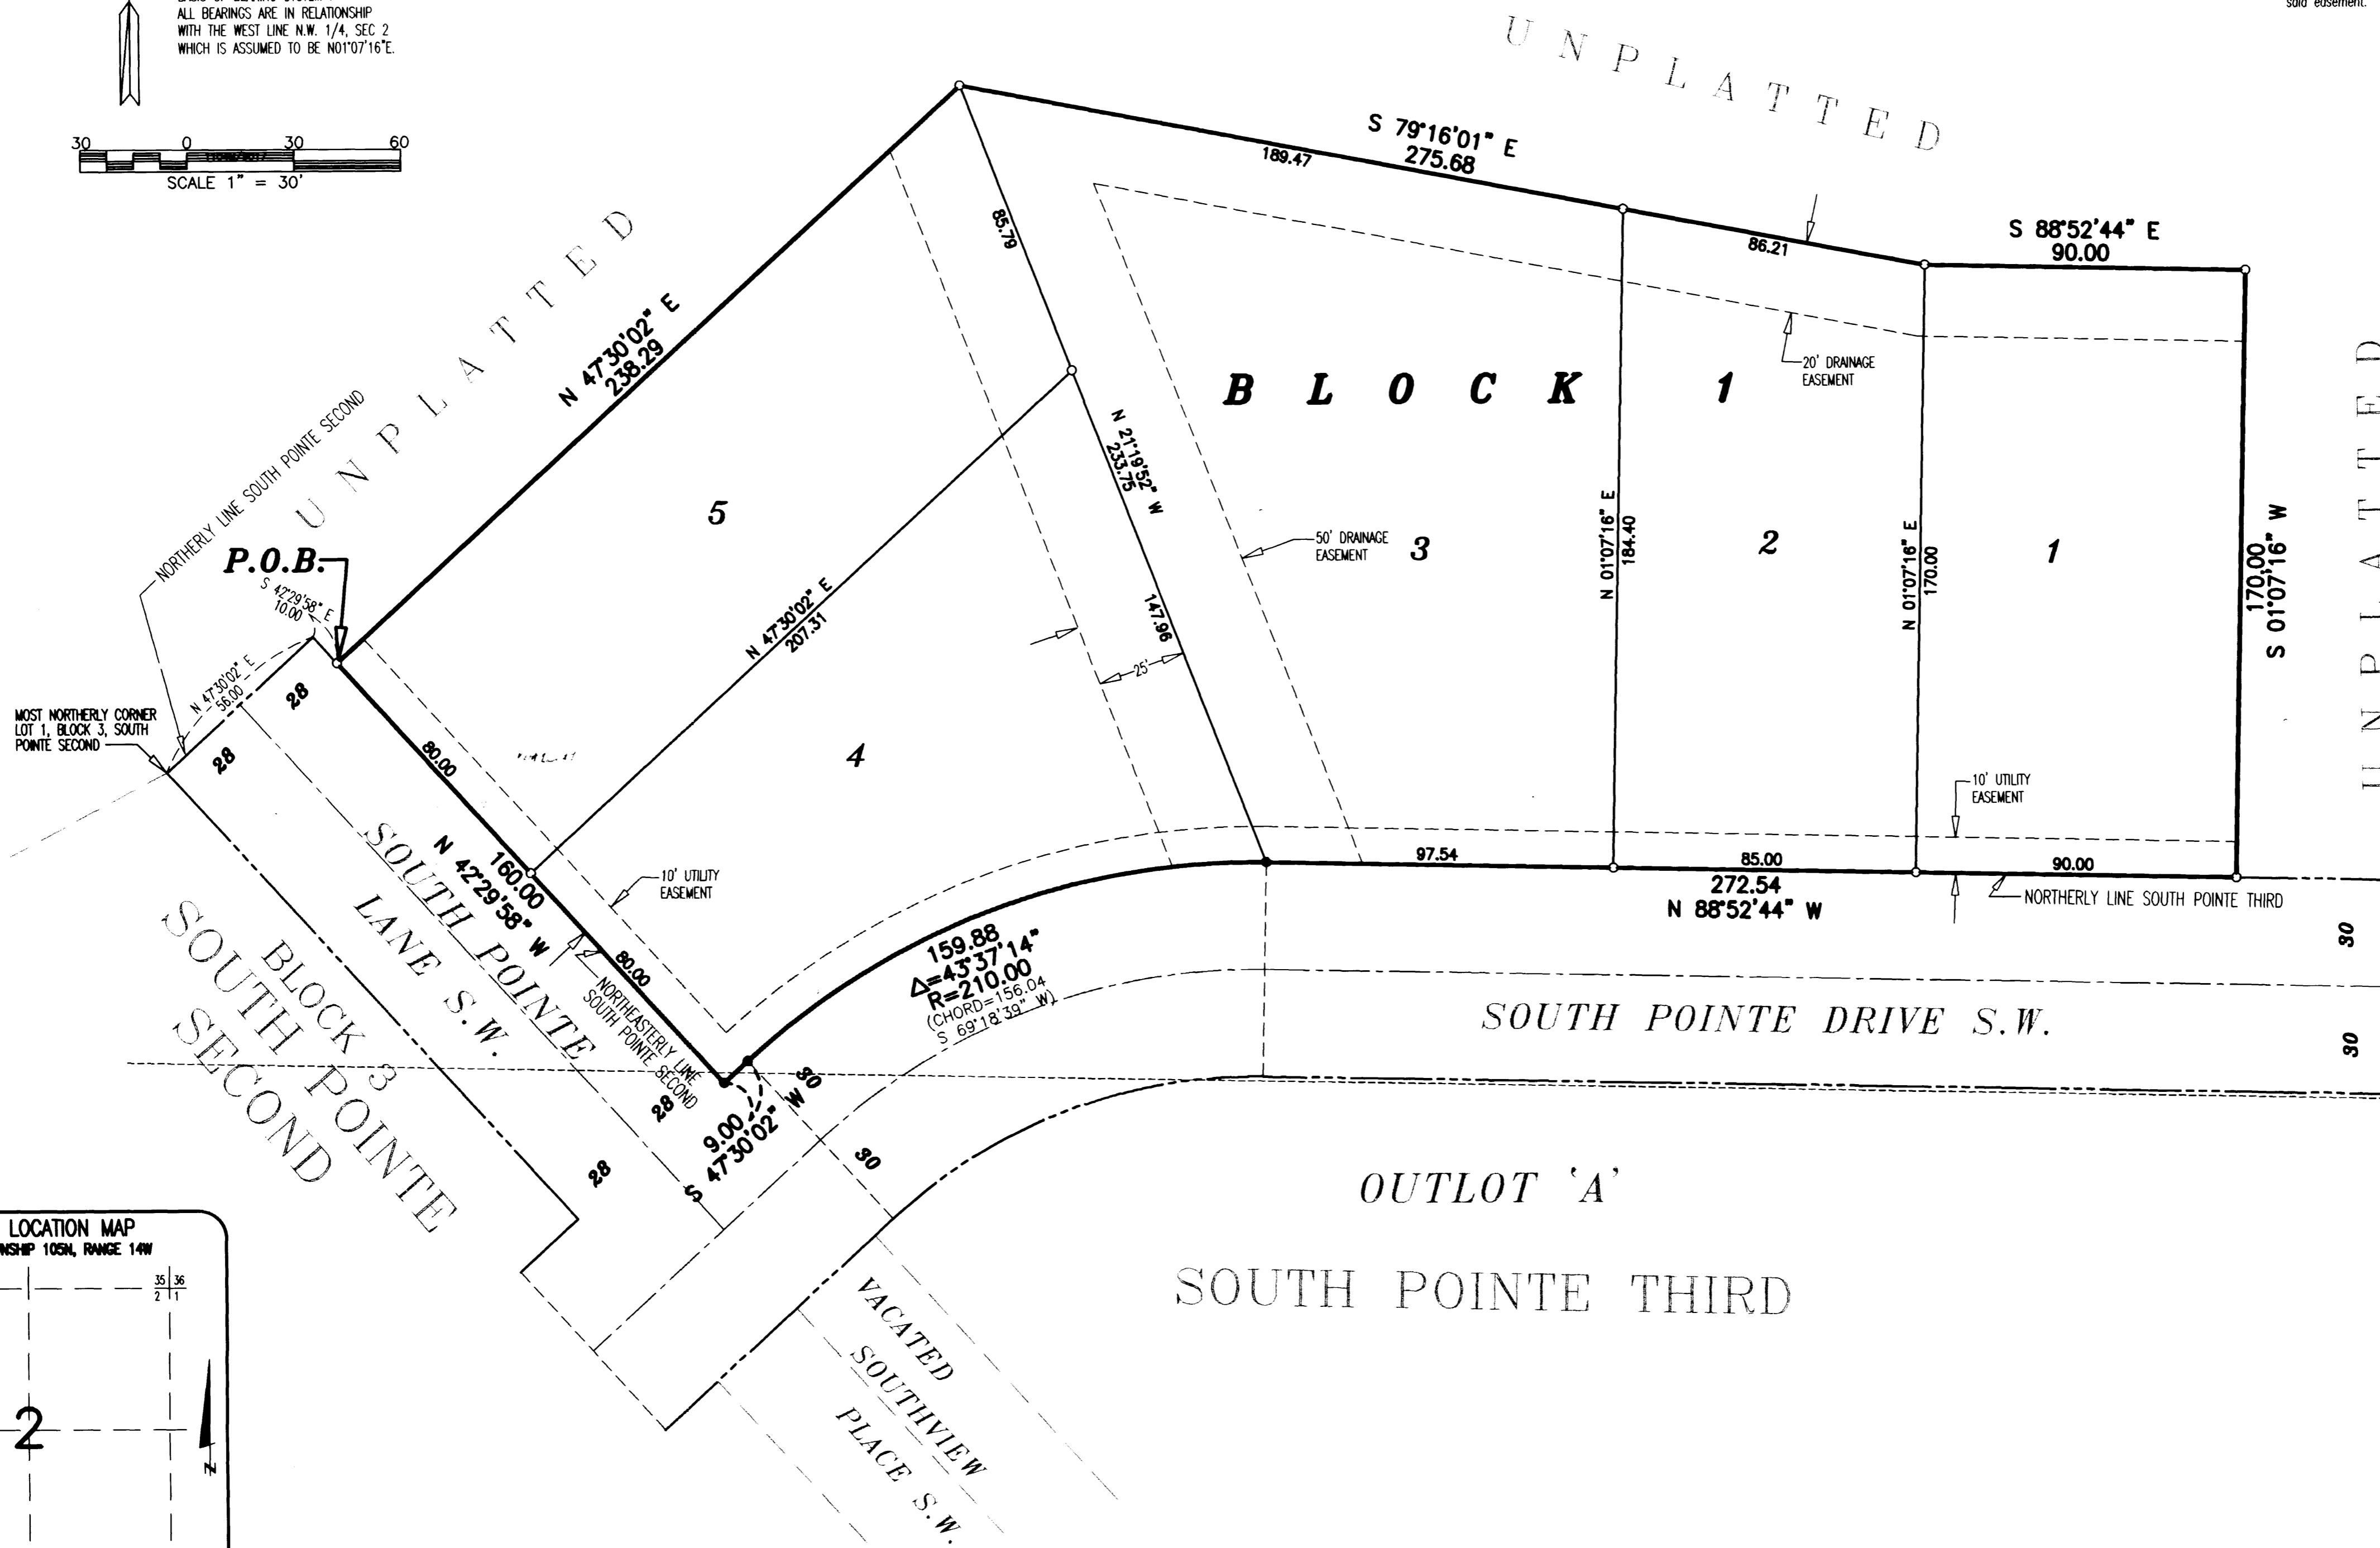 ALL BEARINGS ARE IN RELATIONSHIP
WITH THE WEST LINE N.W. 1/4, SEC 2
WHICH IS ASSUMED TO BE N01°07'16"E.
said easement.
30 0 30 60
SCALE 1" = 30'
UNPLATTED
S 79°16'01" E
275.68
189.47
86.21
S 88°52'44" E
90.00
UNPLATTED
N 47°30'02" E
238.29
85.79
NORTHERLY LINE SOUTH POINTE SECOND
BLOCK 1
20' DRAINAGE
EASEMENT
UNPLATTED
N 21°19'52" W
233.75
5
P.O.B.
S 42°29'58" E
10.00
50' DRAINAGE
EASEMENT
3
N 01°07'16" E
184.40
2
N 01°07'16" E
170.00
1
170.00
S 01°07'16" W
N 47°30'02" E
207.31
147.96
25'
N 47°30'02" E
56.00
28
28
MOST NORTHERLY CORNER
LOT 1, BLOCK 3, SOUTH
POINTE SECOND
80.00
4
10' UTILITY
EASEMENT
160.00
N 42°29'58" W
10' UTILITY
EASEMENT
97.54
85.00
90.00
272.54
N 88°52'44" W
NORTHERLY LINE SOUTH POINTE THIRD
SOUTH POINTE
LANE S.W.
80.00
NORTHEASTERLY LINE
SOUTH POINTE SECOND
159.88
Δ=43°37'14"
R=210.00
(CHORD=156.04
S 69°18'39" W)
30
30
SOUTH POINTE DRIVE S.W.
BLOCK 3
SOUTH POINTE
SECOND
28
28
9.00
S 47°30'02" W
30
30
OUTLOT 'A'
SOUTH POINTE THIRD
VACATED
SOUTHVIEW
PLACE S.W.
LOCATION MAP
NSHIP 105N, RANGE 14W
35 36
2 1
2
N